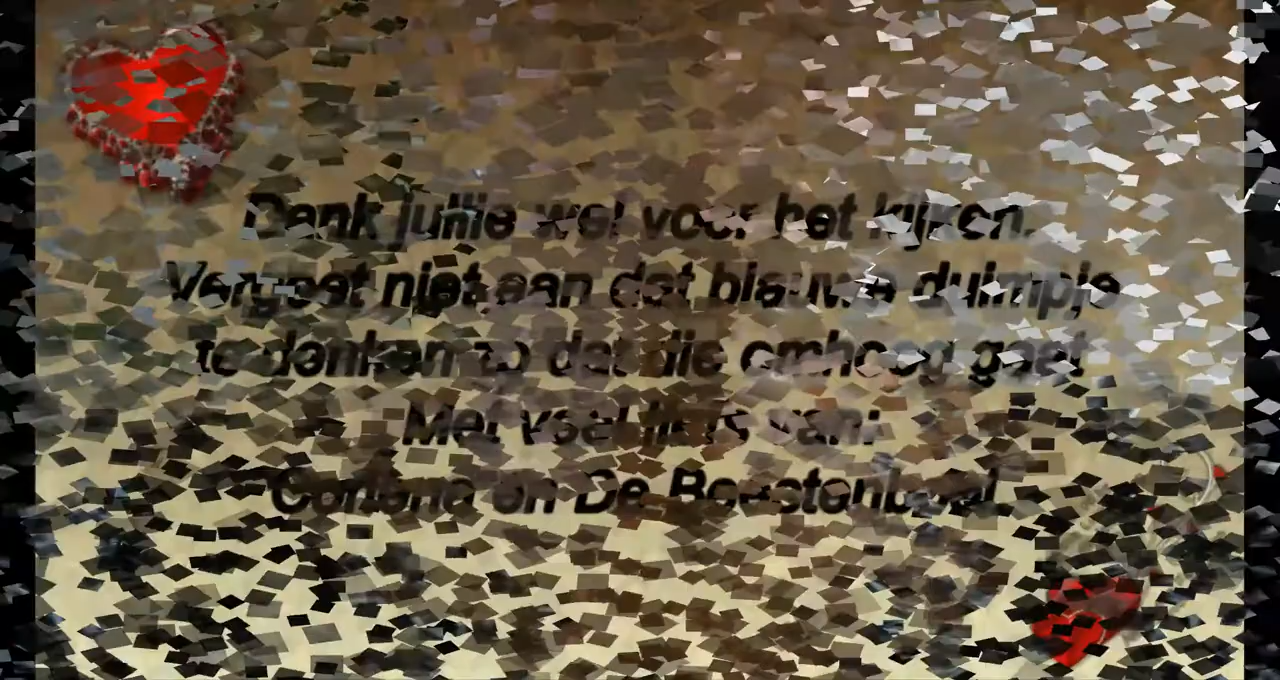 Dank jullie wel voor het kijken.
Vergeet niet aan dat blauwe duimpje
te denken zo dat die omhoog gaat
Met veel liefs van:
en De Beestenbende